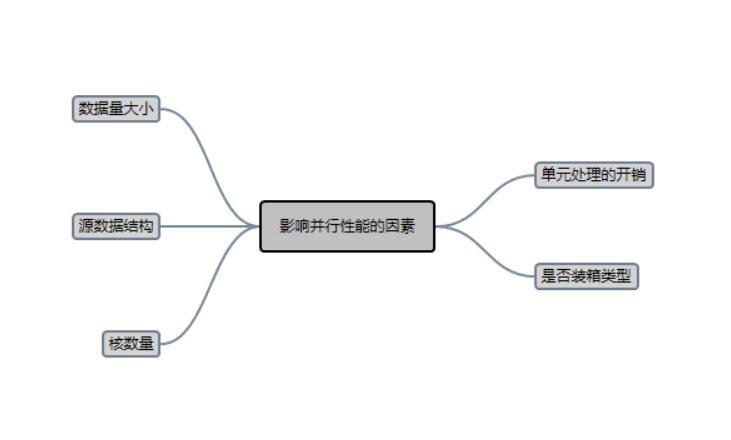 数据量大小
源数据结构
核数量
影响并行性能的因素
单元处理的开销
是否装箱类型